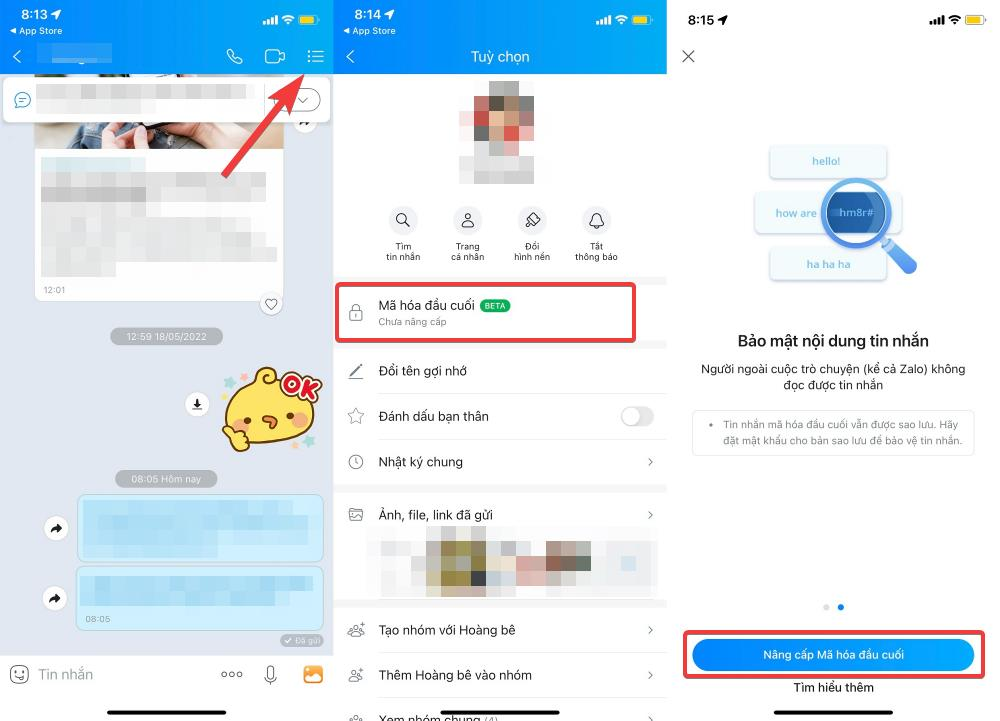 8:13
App Store
12:01
12:59 18/05/2022
OK
08:05 Hôm nay
08:05
Đã gửi
Tin nhắn
8:14
App Store
Tuỳ chọn
Tìm
tin nhắn
Trang
cá nhân
Đổi
hình nền
Tắt
thông báo
Mã hóa đầu cuối BETA
Chưa nâng cấp
Đổi tên gợi nhớ
Đánh dấu bạn thân
Nhật ký chung
Ảnh, file, link đã gửi
Tạo nhóm với Hoàng bê
Thêm Hoàng bê vào nhóm
Xem nhóm chung (4)
8:15
hello!
how are
hm8r#
ha ha ha
Bảo mật nội dung tin nhắn
Người ngoài cuộc trò chuyện (kể cả Zalo) không
đọc được tin nhắn
• Tin nhắn mã hóa đầu cuối vẫn được sao lưu. Hãy
đặt mật khẩu cho bản sao lưu để bảo vệ tin nhắn.
Nâng cấp Mã hóa đầu cuối
Tìm hiểu thêm